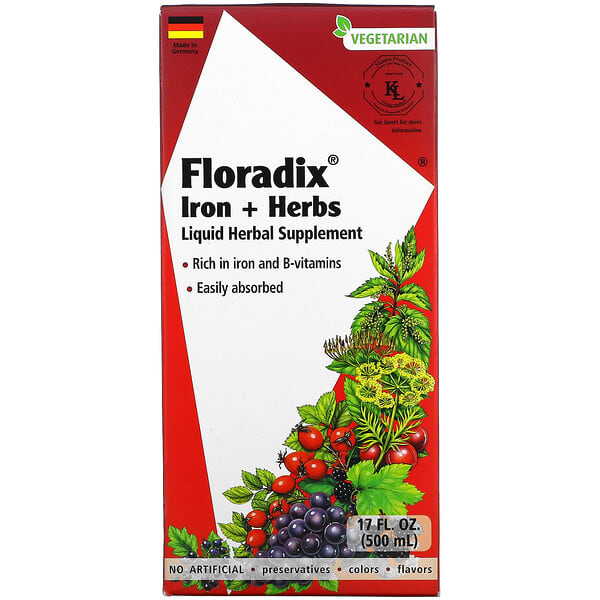 Made in
Germany
VEGETARIAN
KL
See insert for more
information
Floradix®
®
Iron + Herbs
Liquid Herbal Supplement
• Rich in iron and B-vitamins
• Easily absorbed
17 FL. OZ.
(500 mL)
NO ARTIFICIAL • preservatives • colors • flavors